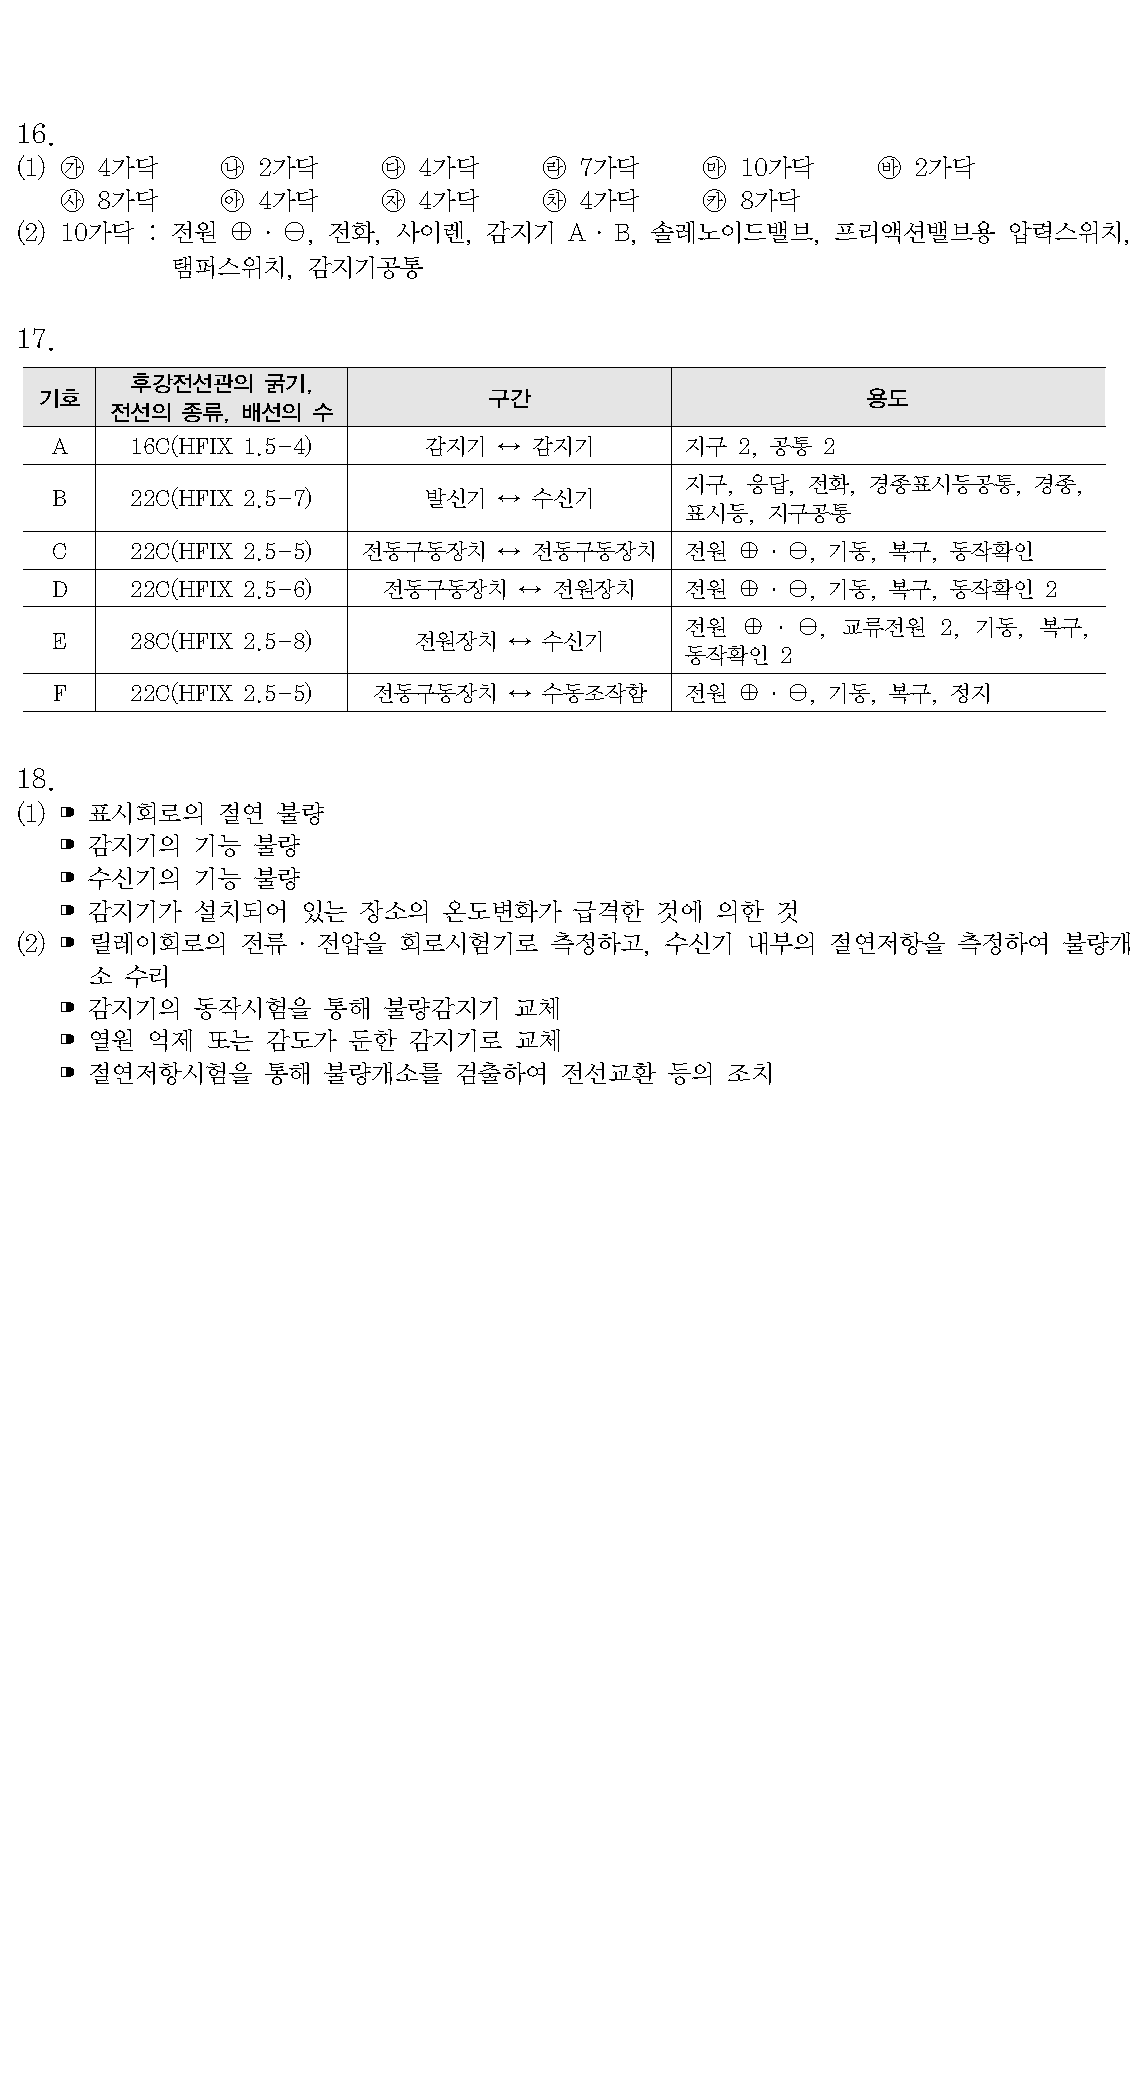 16.
(1) ㉮ 4가닥 ㉯ 2가닥 ㉰ 4가닥 ㉱ 7가닥 ㉲ 10가닥 ㉳ 2가닥
㉴ 8가닥 ㉵ 4가닥 ㉶ 4가닥 ㉷ 4가닥 ㉸ 8가닥
(2) 10가닥 : 전원 ⊕·⊖, 전화, 사이렌, 감지기 A·B, 솔레노이드밸브, 프리액션밸브용 압력스위치,
탬퍼스위치, 감지기공통
17.
기호 후강전선관의 굵기, 전선의 종류, 배선의 수 구간 용도
A 16C(HFIX 1.5-4) 감지기 ↔ 감지기 지구 2, 공통 2
B 22C(HFIX 2.5-7) 발신기 ↔ 수신기 지구, 응답, 전화, 경종표시등공통, 경종,
표시등, 지구공통
C 22C(HFIX 2.5-5) 전동구동장치 ↔ 전동구동장치 전원 ⊕·⊖, 기동, 복구, 동작확인
D 22C(HFIX 2.5-6) 전동구동장치 ↔ 전원장치 전원 ⊕·⊖, 기동, 복구, 동작확인 2
E 28C(HFIX 2.5-8) 전원장치 ↔ 수신기 전원 ⊕·⊖, 교류전원 2, 기동, 복구,
동작확인 2
F 22C(HFIX 2.5-5) 전동구동장치 ↔ 수동조작함 전원 ⊕·⊖, 기동, 복구, 정지
18.
(1) 표시회로의 절연 불량
감지기의 기능 불량
수신기의 기능 불량
감지기가 설치되어 있는 장소의 온도변화가 급격한 것에 의한 것
(2) 릴레이회로의 전류·전압을 회로시험기로 측정하고, 수신기 내부의 절연저항을 측정하여 불량개
소 수리
감지기의 동작시험을 통해 불량감지기 교체
열원 억제 또는 감도가 둔한 감지기로 교체
절연저항시험을 통해 불량개소를 검출하여 전선교환 등의 조치